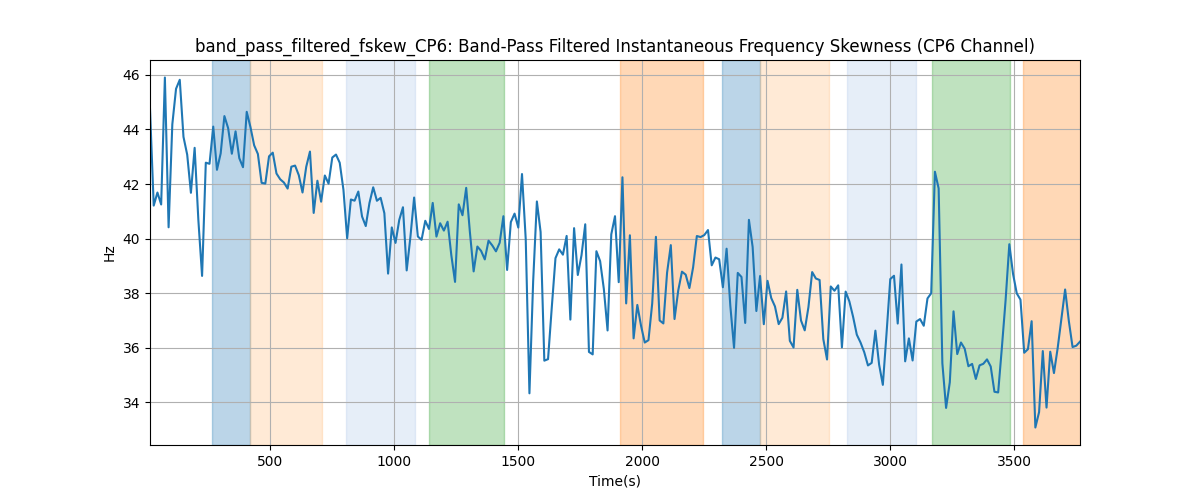 band_pass_filtered_fskew_CP6: Band-Pass Filtered Instantaneous Frequency Skewness (CP6 Channel)
46
44
42
40
38
36
34
Hz
500 1000 1500 2000 2500 3000 3500
Time(s)